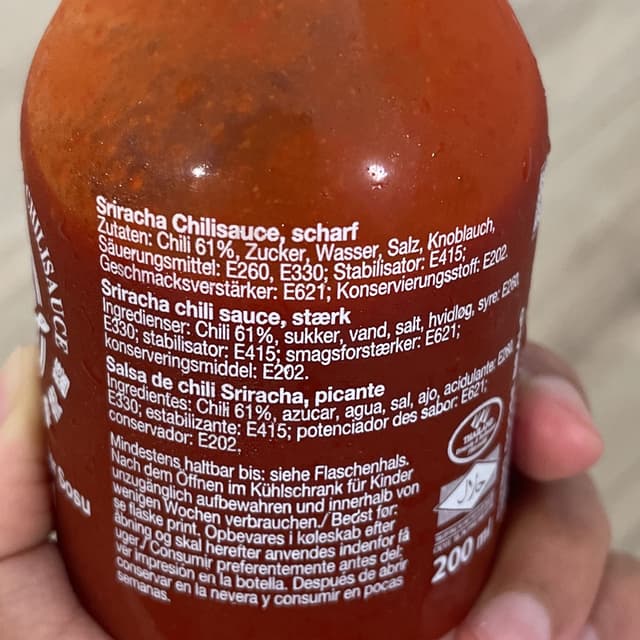 Sriracha Chilisauce, scharf
Zutaten: Chili 61%, Zucker, Wasser, Salz, Knoblauch,
Säuerungsmittel: E260, E330; Stabilisator: E415;
Geschmacksverstärker: E621; Konservierungsstoff: E202.
Sriracha chili sauce, stærk
Ingredienser: Chili 61%, sukker, vand, salt, hvidløg, syre: E260,
E330; stabilisator: E415; smagsforstærker: E621;
konserveringsmiddel: E202.
Salsa de chili Sriracha, picante
Ingredientes: Chili 61%, azúcar, agua, sal, ajo, acidulante: E260,
E330; estabilizante: E415; potenciador des sabor: E621;
conservador: E202,
Mindestens haltbar bis: siehe Flaschenhals.
Nach dem Öffnen im Kühlschrank für Kinder
unzugänglich aufbewahren und innerhalb von
wenigen Wochen verbrauchen./ Bedst før:
se flaske print. Opbevares i køleskab efter
åbning og skal herefter anvendes indenfor få
uger./ Consumir preferentemente antes del:
ver impresión en la botella. Después de abrir
conservar en la nevera y consumir en pocas
semanas.
200 ml
CHILISAUCE
Sosu
حلال